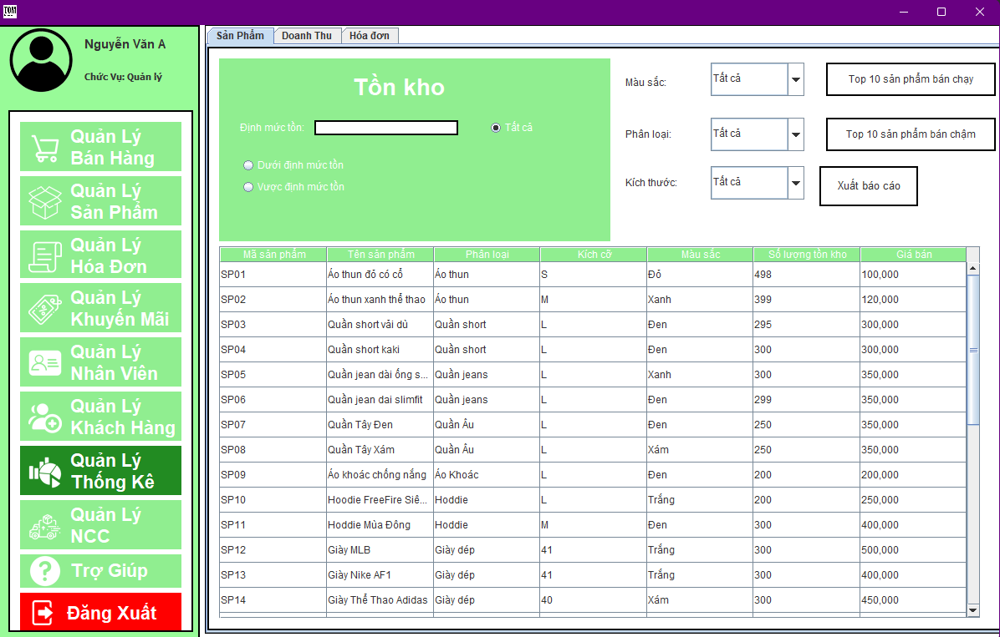 TOM
Nguyễn Văn A
Chức Vụ: Quản lý
Quản Lý
Bán Hàng
Quản Lý
Sản Phẩm
Quản Lý
Hóa Đơn
Quản Lý
Khuyến Mãi
Quản Lý
Nhân Viên
Quản Lý
Khách Hàng
Quản Lý
Thống Kê
Quản Lý
NCC
Trợ Giúp
Đăng Xuất
Sản Phẩm Doanh Thu Hóa đơn
Tồn kho
Định mức tồn: Tất cả
Dưới định mức tồn
Vược định mức tồn
Màu sắc: Tất cả Top 10 sản phẩm bán chạy
Phân loại: Tất cả Top 10 sản phẩm bán chậm
Kích thước: Tất cả Xuất báo cáo
Mã sản phẩm Tên sản phẩm Phân loại Kích cỡ Màu sắc Số lượng tồn kho Giá bán
SP01 Áo thun đỏ có cổ Áo thun S Đỏ 498 100,000
SP02 Áo thun xanh thể thao Áo thun M Xanh 399 120,000
SP03 Quần short vải dù Quần short L Đen 295 300,000
SP04 Quần short kaki Quần short L Đen 300 300,000
SP05 Quần jean dài ống s... Quần jeans L Xanh 300 350,000
SP06 Quần jean dai slimfit Quần jeans L Đen 299 350,000
SP07 Quần Tây Đen Quần Âu L Đen 250 350,000
SP08 Quần Tây Xám Quần Âu L Xám 250 350,000
SP09 Áo khoác chống nắng Áo Khoác L Đen 200 200,000
SP10 Hoodie FreeFire Siê... Hoddie L Trắng 200 250,000
SP11 Hoddie Mùa Đông Hoddie M Đen 300 400,000
SP12 Giày MLB Giày dép 41 Trắng 300 500,000
SP13 Giày Nike AF1 Giày dép 41 Trắng 300 400,000
SP14 Giày Thể Thao Adidas Giày dép 40 Xám 300 450,000